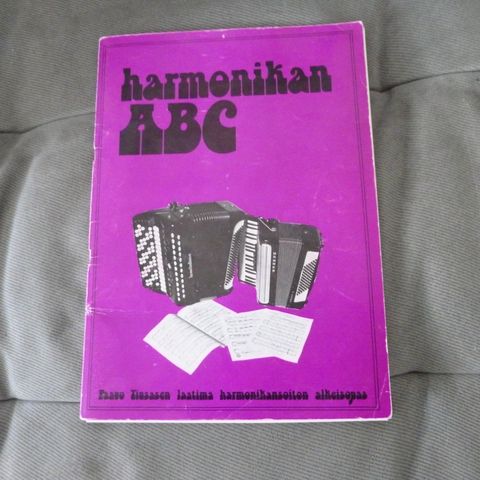 harmonikan
ABC
Paavo Tiusasen laatima harmonikansoiton alkeisopas